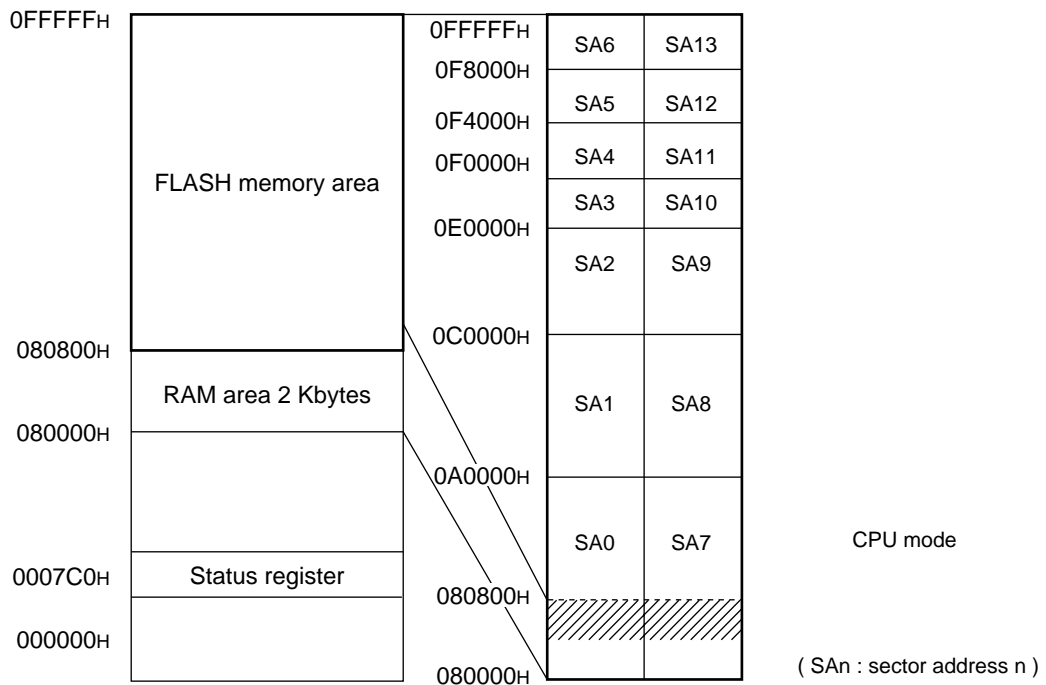 0FFFFFH
FLASH memory area
080800H
RAM area 2 Kbytes
080000H
0007C0H
Status register
000000H
0FFFFFH
SA6 SA13
0F8000H
SA5 SA12
0F4000H
0F0000H
SA4 SA11
SA3 SA10
0E0000H
SA2 SA9
0C0000H
SA1 SA8
0A0000H
SA0 SA7
080800H
080000H
CPU mode
( SAn : sector address n )